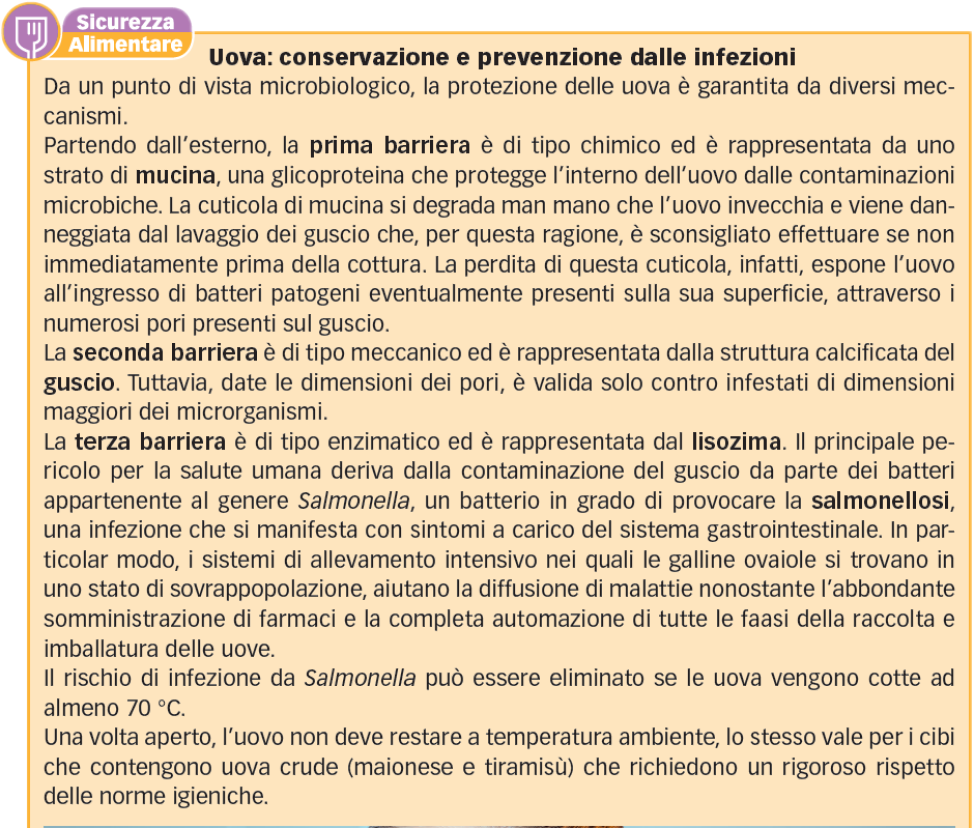 Sicurezza
Alimentare
Uova: conservazione e prevenzione dalle infezioni
Da un punto di vista microbiologico, la protezione delle uova è garantita da diversi mec-
canismi.
Partendo dall'esterno, la prima barriera è di tipo chimico ed è rappresentata da uno
strato di mucina, una glicoproteina che protegge l'interno dell'uovo dalle contaminazioni
microbiche. La cuticola di mucina si degrada man mano che l'uovo invecchia e viene dan-
neggiata dal lavaggio dei guscio che, per questa ragione, è sconsigliato effettuare se non
immediatamente prima della cottura. La perdita di questa cuticola, infatti, espone l'uovo
all'ingresso di batteri patogeni eventualmente presenti sulla sua superficie, attraverso i
numerosi pori presenti sul guscio.
La seconda barriera è di tipo meccanico ed è rappresentata dalla struttura calcificata del
guscio. Tuttavia, date le dimensioni dei pori, è valida solo contro infestati di dimensioni
maggiori dei microrganismi.
La terza barriera è di tipo enzimatico ed è rappresentata dal lisozima. Il principale pe-
ricolo per la salute umana deriva dalla contaminazione del guscio da parte dei batteri
appartenente al genere Salmonella, un batterio in grado di provocare la salmonellosi,
una infezione che si manifesta con sintomi a carico del sistema gastrointestinale. In par-
ticolar modo, i sistemi di allevamento intensivo nei quali le galline ovaiole si trovano in
uno stato di sovrappopolazione, aiutano la diffusione di malattie nonostante l'abbondante
somministrazione di farmaci e la completa automazione di tutte le faasi della raccolta e
imballatura delle uove.
Il rischio di infezione da Salmonella può essere eliminato se le uova vengono cotte ad
almeno 70 °C.
Una volta aperto, l'uovo non deve restare a temperatura ambiente, lo stesso vale per i cibi
che contengono uova crude (maionese e tiramisù) che richiedono un rigoroso rispetto
delle norme igieniche.